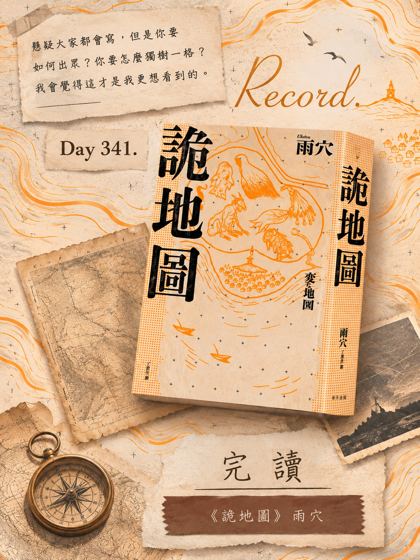 懸疑大家都會寫，但是你要
如何出眾？你要怎麼獨樹一格？
我會覺得這才是我更想看到的。
Record.
Day 341.
詭地圖
雨穴
変な地図
詭地圖
雨穴
完讀
《詭地圖》雨穴